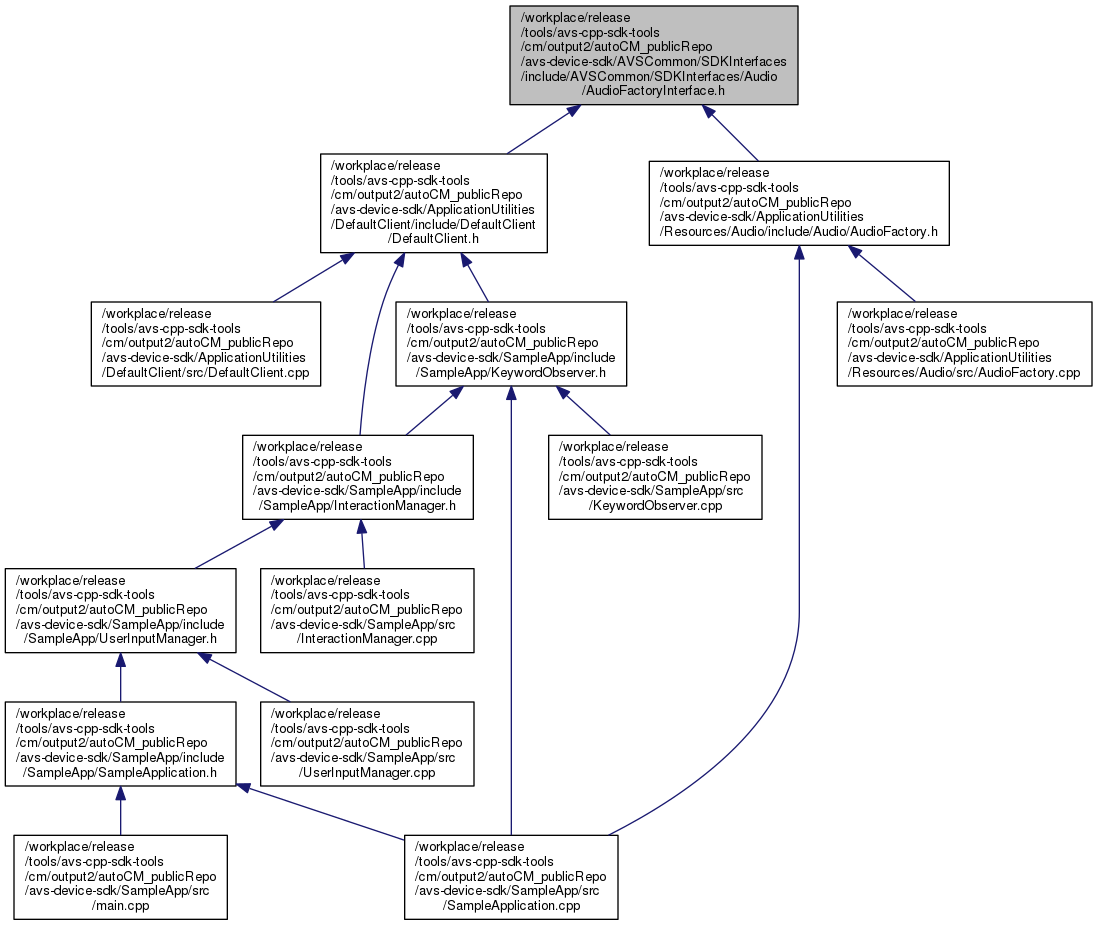 /workplace/release
/tools/avs-cpp-sdk-tools
/cm/output2/autoCM_publicRepo
/avs-device-sdk/AVSCommon/SDKInterfaces
/include/AVSCommon/SDKInterfaces/Audio
/AudioFactoryInterface.h
/workplace/release
/tools/avs-cpp-sdk-tools
/cm/output2/autoCM_publicRepo
/avs-device-sdk/ApplicationUtilities
/DefaultClient/include/DefaultClient
/DefaultClient.h
/workplace/release
/tools/avs-cpp-sdk-tools
/cm/output2/autoCM_publicRepo
/avs-device-sdk/ApplicationUtilities
/Resources/Audio/include/Audio/AudioFactory.h
/workplace/release
/tools/avs-cpp-sdk-tools
/cm/output2/autoCM_publicRepo
/avs-device-sdk/ApplicationUtilities
/DefaultClient/src/DefaultClient.cpp
/workplace/release
/tools/avs-cpp-sdk-tools
/cm/output2/autoCM_publicRepo
/avs-device-sdk/SampleApp/include
/SampleApp/KeywordObserver.h
/workplace/release
/tools/avs-cpp-sdk-tools
/cm/output2/autoCM_publicRepo
/avs-device-sdk/ApplicationUtilities
/Resources/Audio/src/AudioFactory.cpp
/workplace/release
/tools/avs-cpp-sdk-tools
/cm/output2/autoCM_publicRepo
/avs-device-sdk/SampleApp/include
/SampleApp/InteractionManager.h
/workplace/release
/tools/avs-cpp-sdk-tools
/cm/output2/autoCM_publicRepo
/avs-device-sdk/SampleApp/src
/KeywordObserver.cpp
/workplace/release
/tools/avs-cpp-sdk-tools
/cm/output2/autoCM_publicRepo
/avs-device-sdk/SampleApp/include
/SampleApp/UserInputManager.h
/workplace/release
/tools/avs-cpp-sdk-tools
/cm/output2/autoCM_publicRepo
/avs-device-sdk/SampleApp/src
/InteractionManager.cpp
/workplace/release
/tools/avs-cpp-sdk-tools
/cm/output2/autoCM_publicRepo
/avs-device-sdk/SampleApp/include
/SampleApp/SampleApplication.h
/workplace/release
/tools/avs-cpp-sdk-tools
/cm/output2/autoCM_publicRepo
/avs-device-sdk/SampleApp/src
/UserInputManager.cpp
/workplace/release
/tools/avs-cpp-sdk-tools
/cm/output2/autoCM_publicRepo
/avs-device-sdk/SampleApp/src
/main.cpp
/workplace/release
/tools/avs-cpp-sdk-tools
/cm/output2/autoCM_publicRepo
/avs-device-sdk/SampleApp/src
/SampleApplication.cpp